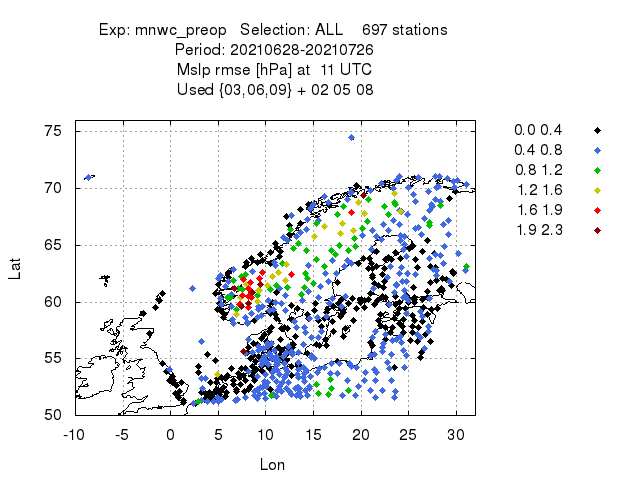 Exp: mnwc_preop   Selection: ALL    697 stations
Period: 20210628-20210726
Mslp rmse [hPa] at  11 UTC
Used {03,06,09} + 02 05 08
0.0 0.4
0.4 0.8
0.8 1.2
1.2 1.6
1.6 1.9
1.9 2.3
Lat
75
70
65
60
55
50
-10 -5 0 5 10 15 20 25 30
Lon